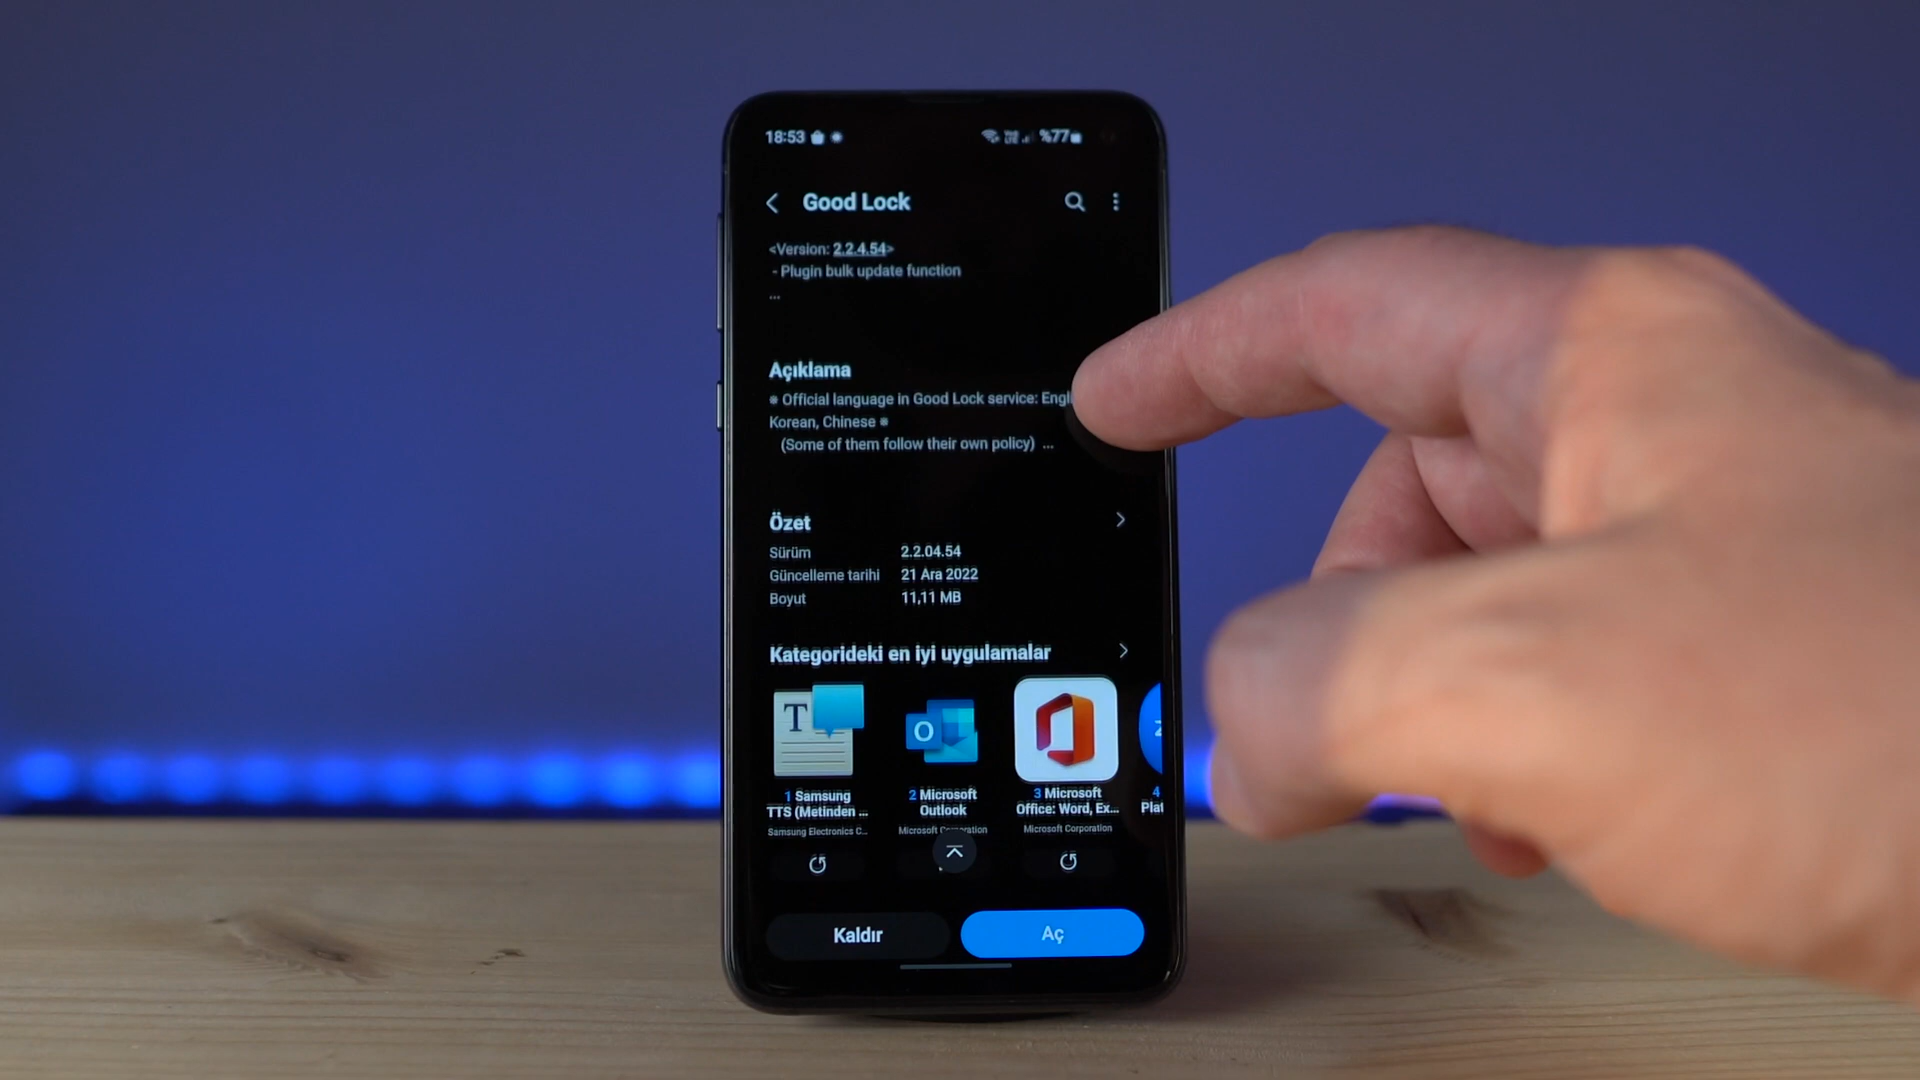 18:53
%77
Good Lock
<Version: 2.2.4.54>
- Plugin bulk update function
...
Açıklama
※ Official language in Good Lock service: Engli
Korean, Chinese ※
(Some of them follow their own policy) ...
Özet
Sürüm 2.2.04.54
Güncelleme tarihi 21 Ara 2022
Boyut 11,11 MB
Kategorideki en iyi uygulamalar
T
O
1 Samsung
TTS (Metinden ...
Samsung Electronics C...
2 Microsoft
Outlook
Microsoft Corporation
3 Microsoft
Office: Word, Ex...
Microsoft Corporation
4
Plat
Kaldır
Aç